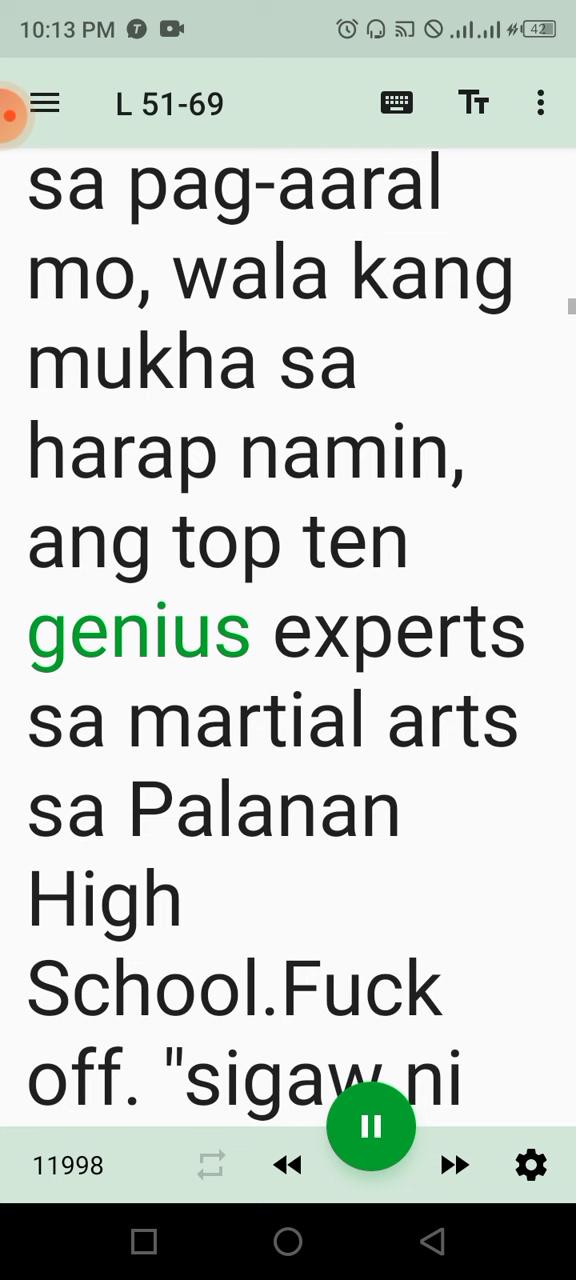 10:13 PM
42
L 51-69
sa pag-aaral
mo, wala kang
mukha sa
harap namin,
ang top ten
genius experts
sa martial arts
sa Palanan
High
School.Fuck
off. "sigaw ni
11998